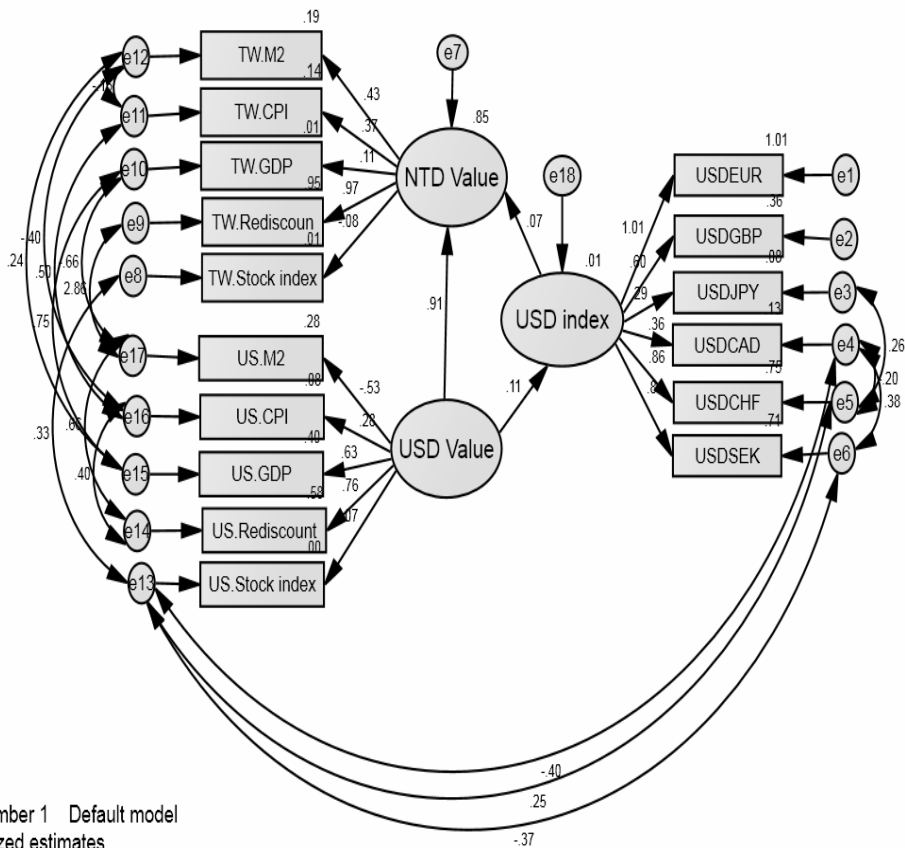 .19
e12
TW.M2
.14
e11
TW.CPI
.01
e10
TW.GDP
.95
e9
TW.Rediscoun
.01
e8
TW.Stock index
e7
.85
NTD Value
.43
.37
.11
.97
-.08
e18
.07
.01
USD index
1.01
USDEUR
e1
.36
USDGBP
e2
.08
USDJPY
e3
.13
USDCAD
e4
.75
USDCHF
e5
.71
USDSEK
e6
1.01
.60
.29
.36
.86
.26
.20
.38
-.40
.24
.50
.66
2.86
.75
.33
.66
.40
.28
e17
US.M2
.08
e16
US.CPI
.40
e15
US.GDP
.58
e14
US.Rediscount
.00
e13
US.Stock index
-.53
.28
.63
.76
.91
.11
USD Value
-.40
.25
-.37
Default model